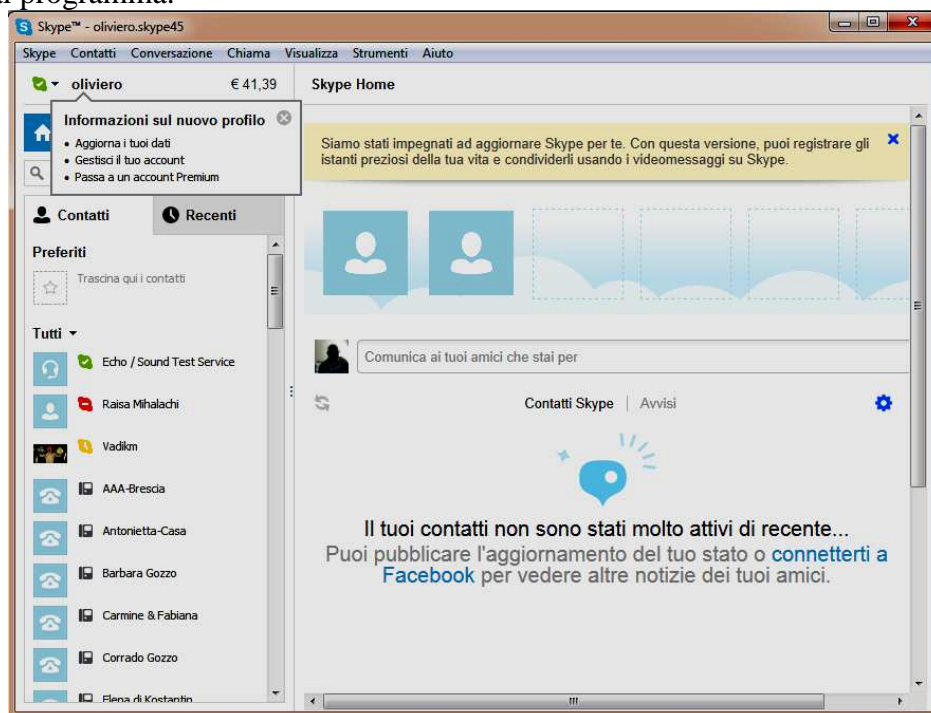 al programma.
Skype™ - oliviero.skype45
Skype Contatti Conversazione Chiama Visualizza Strumenti Aiuto
oliviero € 41,39
Skype Home
Informazioni sul nuovo profilo
• Aggiorna i tuoi dati
• Gestisci il tuo account
• Passa a un account Premium
Siamo stati impegnati ad aggiornare Skype per te. Con questa versione, puoi registrare gli
istanti preziosi della tua vita e condividerli usando i videomessaggi su Skype.
Contatti Recenti
Preferiti
Trascina qui i contatti
Tutti
Echo / Sound Test Service
Raisa Mihalachi
Vadikm
AAA-Brescia
Antonietta-Casa
Barbara Gozzo
Carmine & Fabiana
Corrado Gozzo
Elena di Kostantin
Comunica ai tuoi amici che stai per
Contatti Skype | Avvisi
Il tuoi contatti non sono stati molto attivi di recente...
Puoi pubblicare l'aggiornamento del tuo stato o connetterti a
Facebook per vedere altre notizie dei tuoi amici.